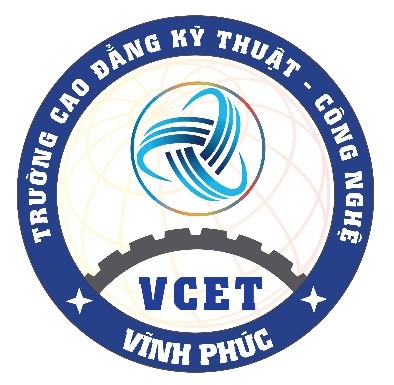 TRƯỜNG CAO ĐẲNG KỸ THUẬT - CÔNG NGHỆ
VCET
VĨNH PHÚC